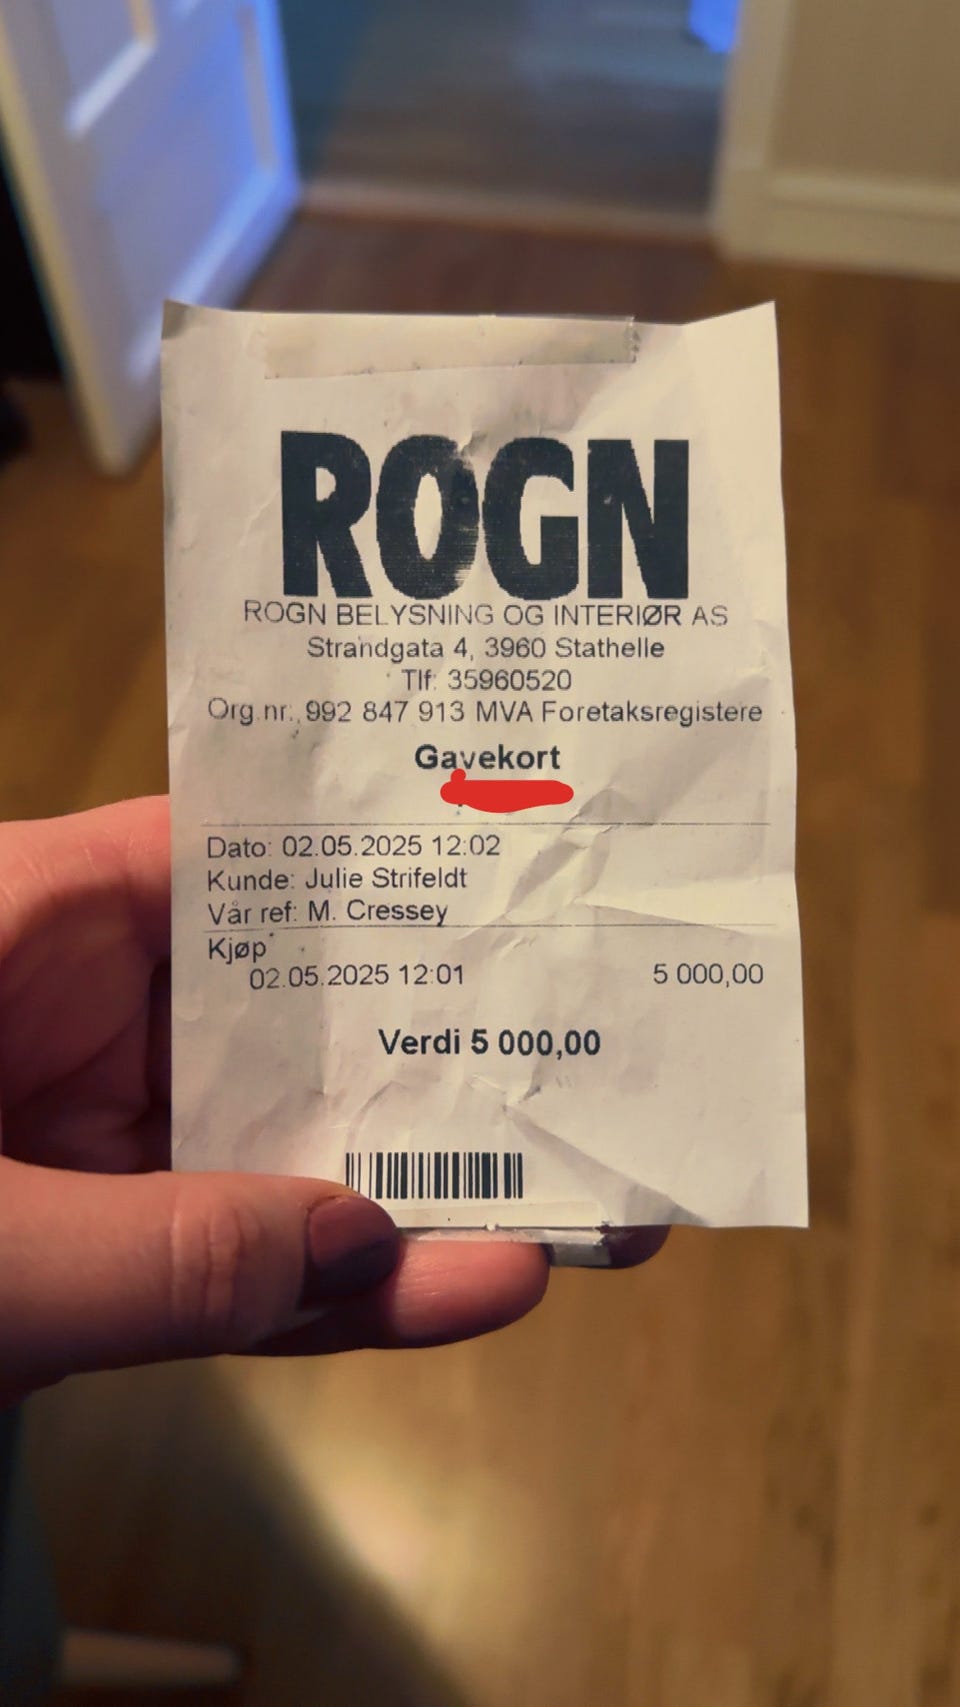 ROGN
ROGN BELYSNING OG INTERIØR AS
Strandgata 4, 3960 Stathelle
Tlf: 35960520
Org.nr:.992 847 913 MVA Foretaksregistere
Gavekort
Dato: 02.05.2025 12:02
Kunde: Julie Strifeldt
Vår ref: M. Cressey
Kjøp
02.05.2025 12:01 5 000,00
Verdi 5 000,00